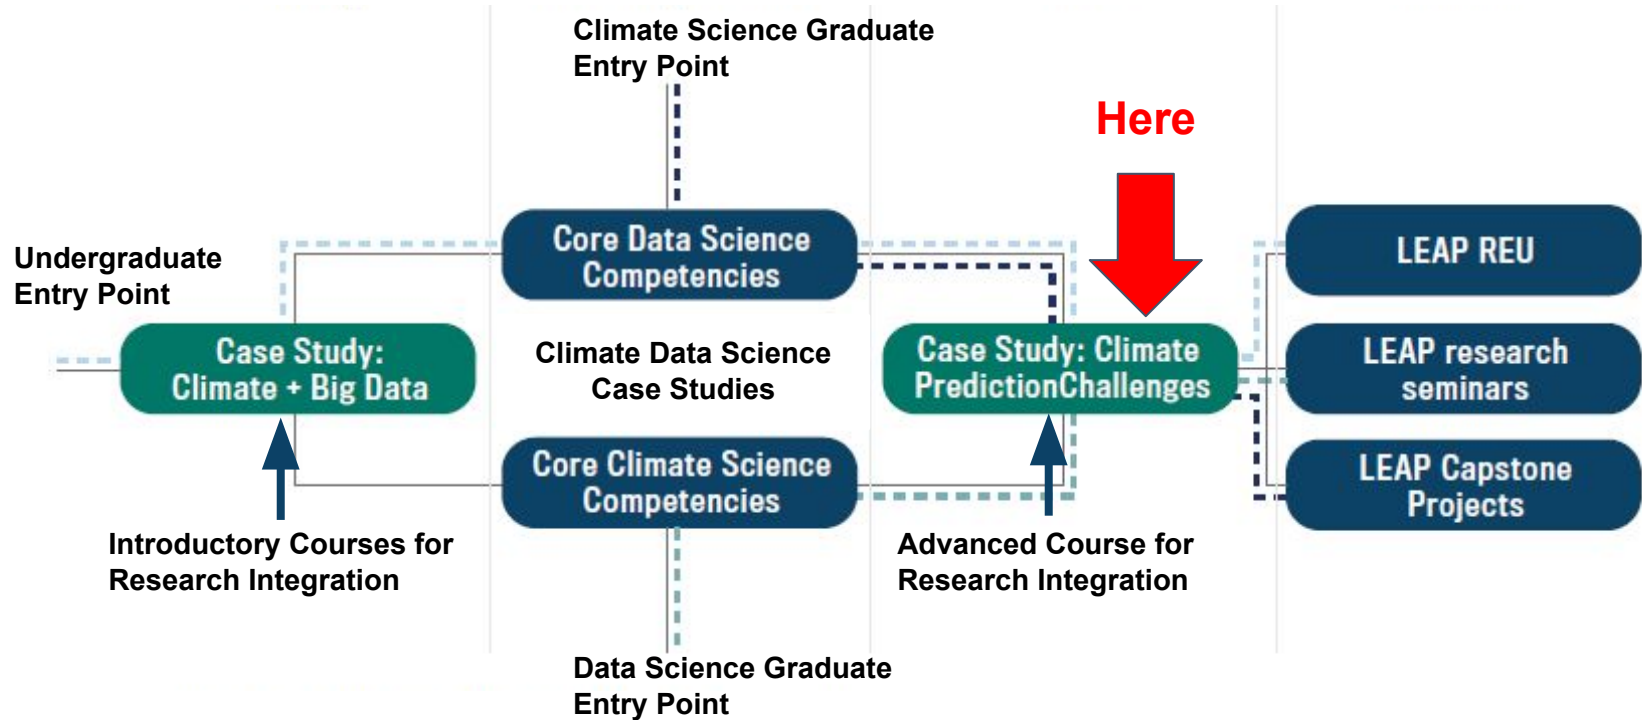 Climate Science Graduate
Entry Point
Here
Undergraduate
Entry Point
Core Data Science
Competencies
LEAP REU
Case Study:
Climate + Big Data
Climate Data Science
Case Studies
Case Study: Climate
PredictionChallenges
LEAP research
seminars
Core Climate Science
Competencies
LEAP Capstone
Projects
Introductory Courses for
Research Integration
Advanced Course for
Research Integration
Data Science Graduate
Entry Point